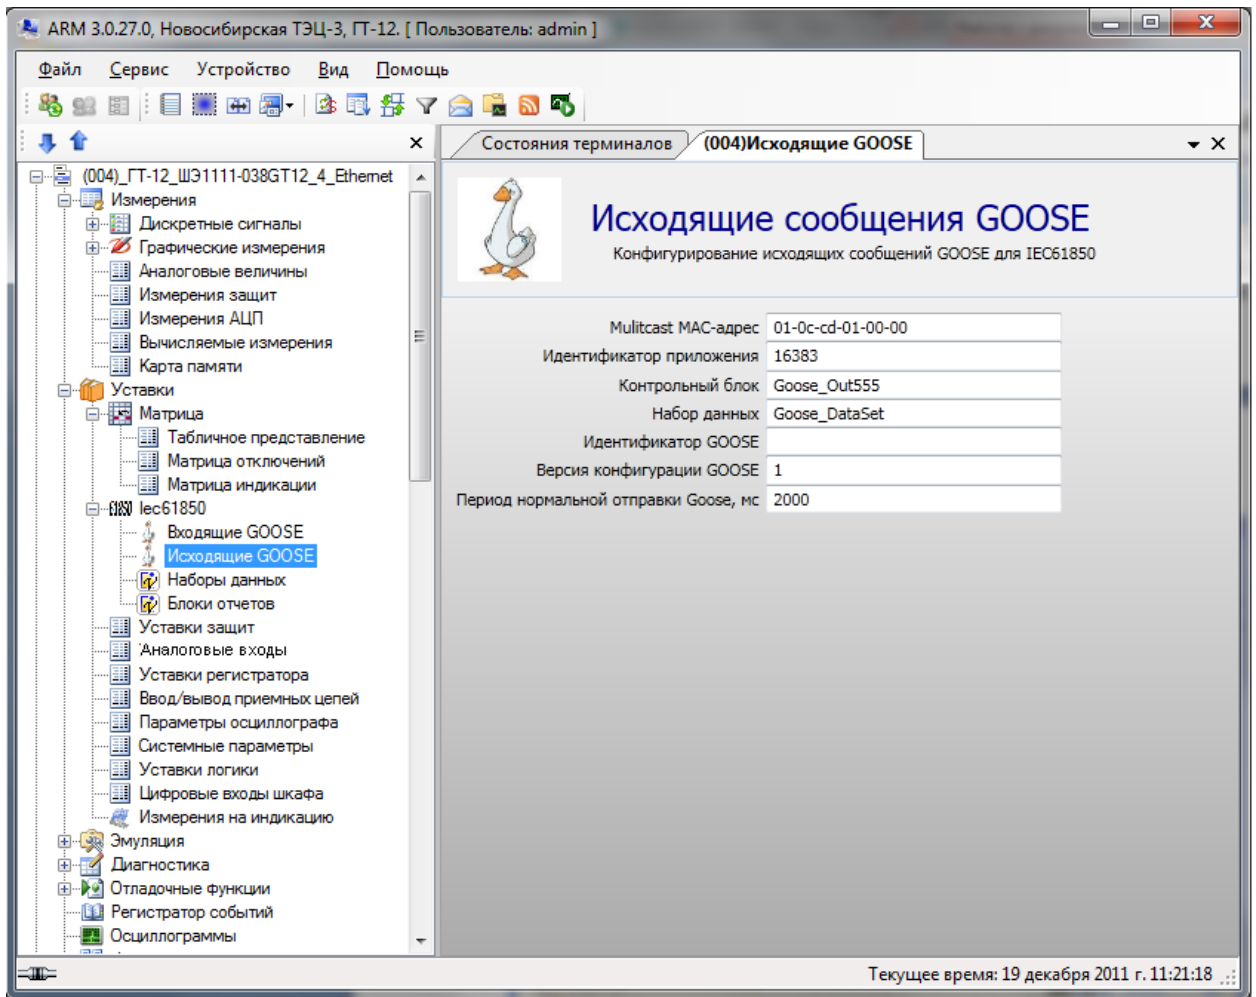 ARM 3.0.27.0, Новосибирская ТЭЦ-3, ГТ-12. [ Пользователь: admin ]
Файл Сервис Устройство Вид Помощь
Состояния терминалов (004)Исходящие GOOSE
(004)_ГТ-12_ШЭ1111-038GT12_4_Ethernet
Измерения
Дискретные сигналы
Графические измерения
Аналоговые величины
Измерения защит
Измерения АЦП
Вычисляемые измерения
Карта памяти
Уставки
Матрица
Табличное представление
Матрица отключений
Матрица индикации
61850 Iec61850
Входящие GOOSE
Исходящие GOOSE
Наборы данных
Блоки отчетов
Уставки защит
Аналоговые входы
Уставки регистратора
Ввод/вывод приемных цепей
Параметры осциллографа
Системные параметры
Уставки логики
Цифровые входы шкафа
Измерения на индикацию
Эмуляция
Диагностика
Отладочные функции
Регистратор событий
Осциллограммы
Исходящие сообщения GOOSE
Конфигурирование исходящих сообщений GOOSE для IEC61850
Mulitcast MAC-адрес 01-0c-cd-01-00-00
Идентификатор приложения 16383
Контрольный блок Goose_Out555
Набор данных Goose_DataSet
Идентификатор GOOSE
Версия конфигурации GOOSE 1
Период нормальной отправки Goose, мс 2000
Текущее время: 19 декабря 2011 г. 11:21:18